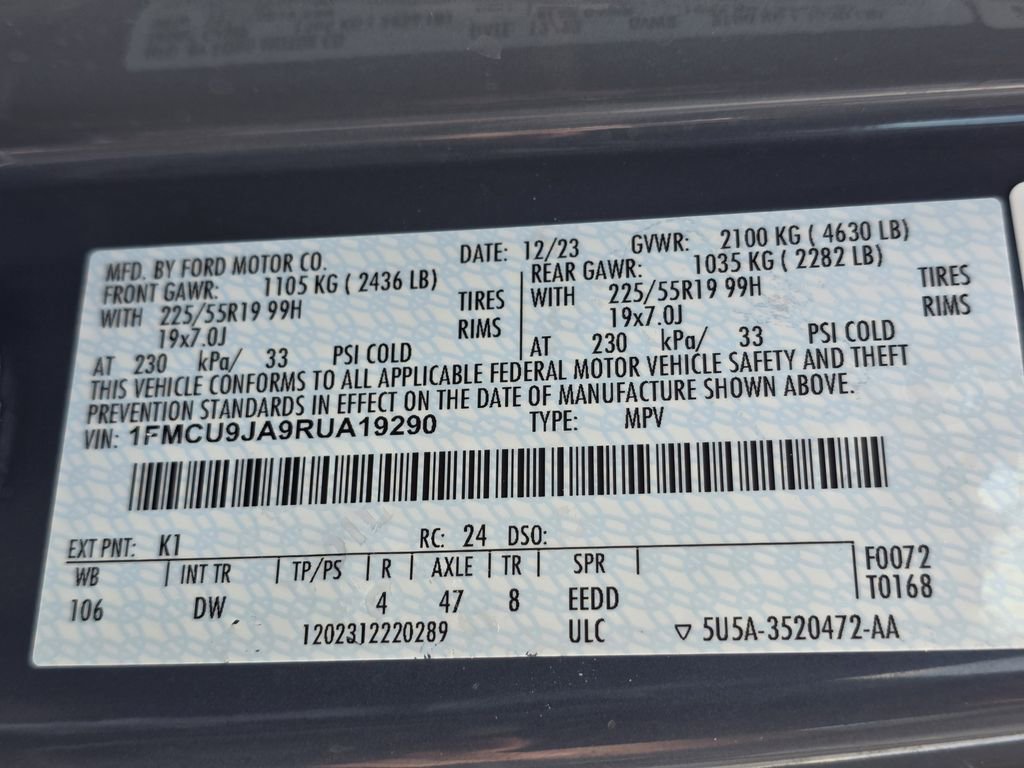 MFD. BY FORD MOTOR CO. DATE: 12/23 GVWR: 2100 KG ( 4630 LB)
FRONT GAWR: 1105 KG ( 2436 LB) REAR GAWR: 1035 KG ( 2282 LB)
WITH 225/55R19 99H TIRES WITH 225/55R19 99H TIRES
19x7.0J RIMS 19x7.0J RIMS
AT 230 kPa/ 33 PSI COLD AT 230 kPa/ 33 PSI COLD
THIS VEHICLE CONFORMS TO ALL APPLICABLE FEDERAL MOTOR VEHICLE SAFETY AND THEFT
PREVENTION STANDARDS IN EFFECT ON THE DATE OF MANUFACTURE SHOWN ABOVE.
VIN: 1FMCU9JA9RUA19290 TYPE: MPV
EXT PNT: K1 RC: 24 DSO:
WB INT TR TP/PS R AXLE TR SPR F0072
106 DW 4 47 8 EEDD T0168
12023J2220289 ULC ▽ 5U5A-3520472-AA